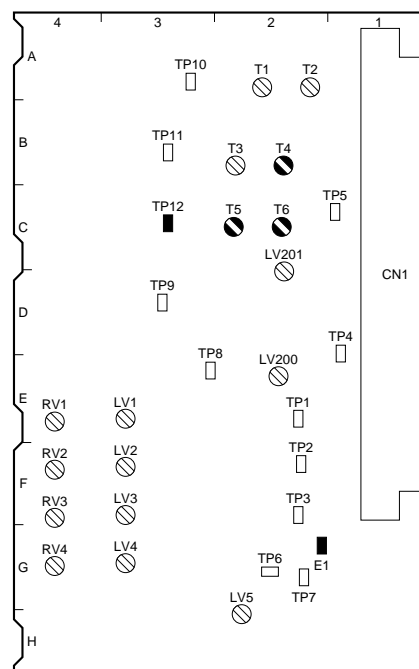 4 3 2 1
A
TP10 T1 T2
B
TP11 T3 T4
TP12 T5 T6 TP5
C
LV201
CN1
TP9
D
TP4
TP8 LV200
E
RV1 LV1 TP1
RV2 LV2 TP2
F
RV3 LV3 TP3
RV4 LV4 TP6 E1
G
TP7
LV5
H